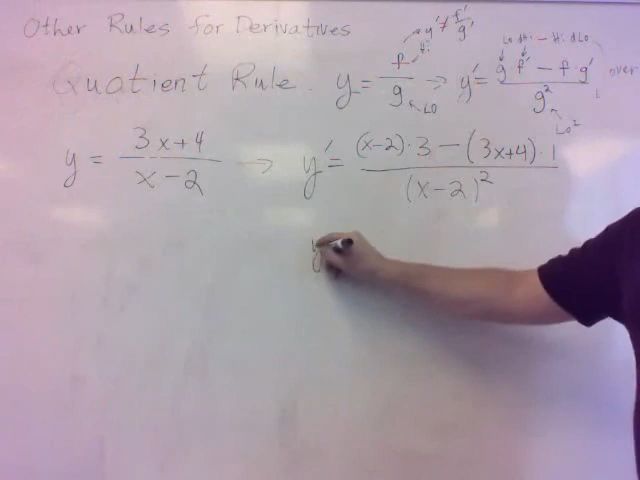 Other Rules for Derivatives
y' ≠ f'/g'
Hi
Lo dHi - Hi dLo
Quotient Rule. y = f/g → y' = (g f' - f · g')/g² over
Lo
Lo²
y = (3x+4)/(x-2) → y' = ((x-2)·3 - (3x+4)·1)/(x-2)²
y